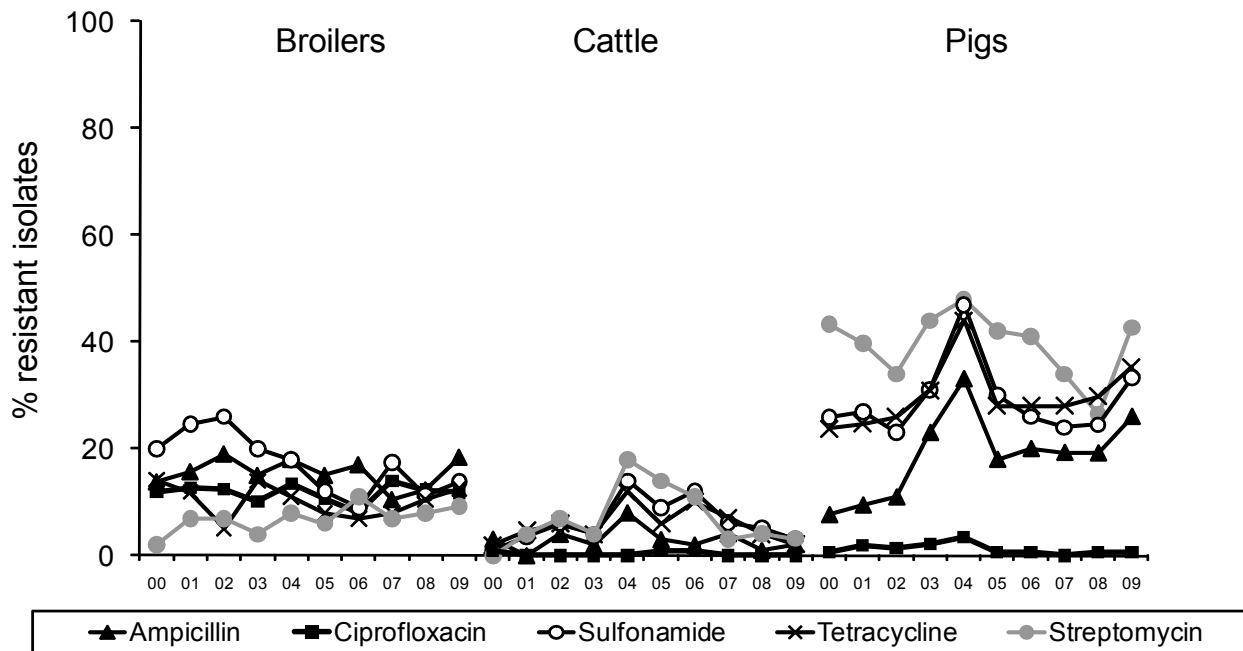 100
Broilers Cattle Pigs
80
60
40
20
0
% resistant isolates
00 01 02 03 04 05 06 07 08 09 00 01 02 03 04 05 06 07 08 09 00 01 02 03 04 05 06 07 08 09
Ampicillin Ciprofloxacin Sulfonamide Tetracycline Streptomycin